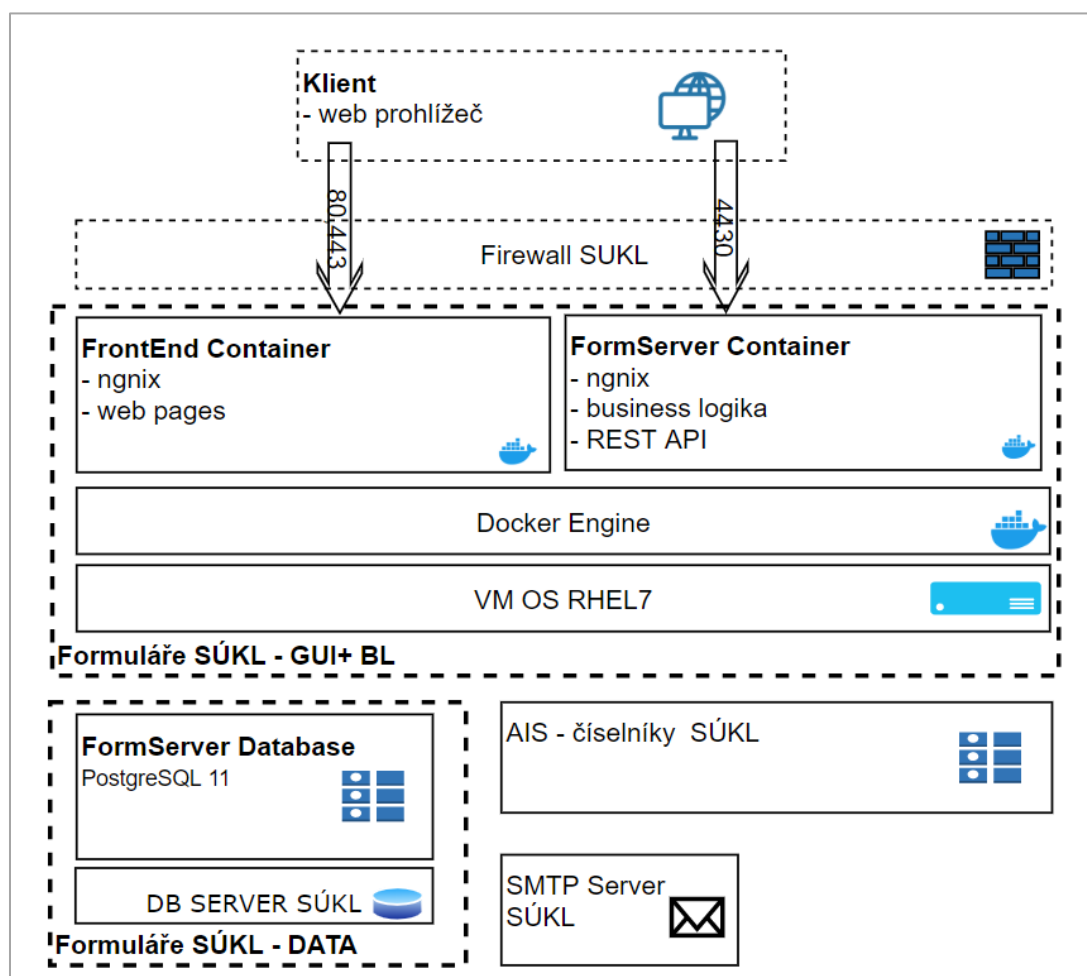 Klient
- web prohlížeč
80 443
4430
Firewall SUKL
FrontEnd Container
- ngnix
- web pages
FormServer Container
- ngnix
- business logika
- REST API
Docker Engine
VM OS RHEL7
Formuláře SÚKL - GUI+ BL
FormServer Database
PostgreSQL 11
DB SERVER SÚKL
Formuláře SÚKL - DATA
AIS - číselníky SÚKL
SMTP Server
SÚKL